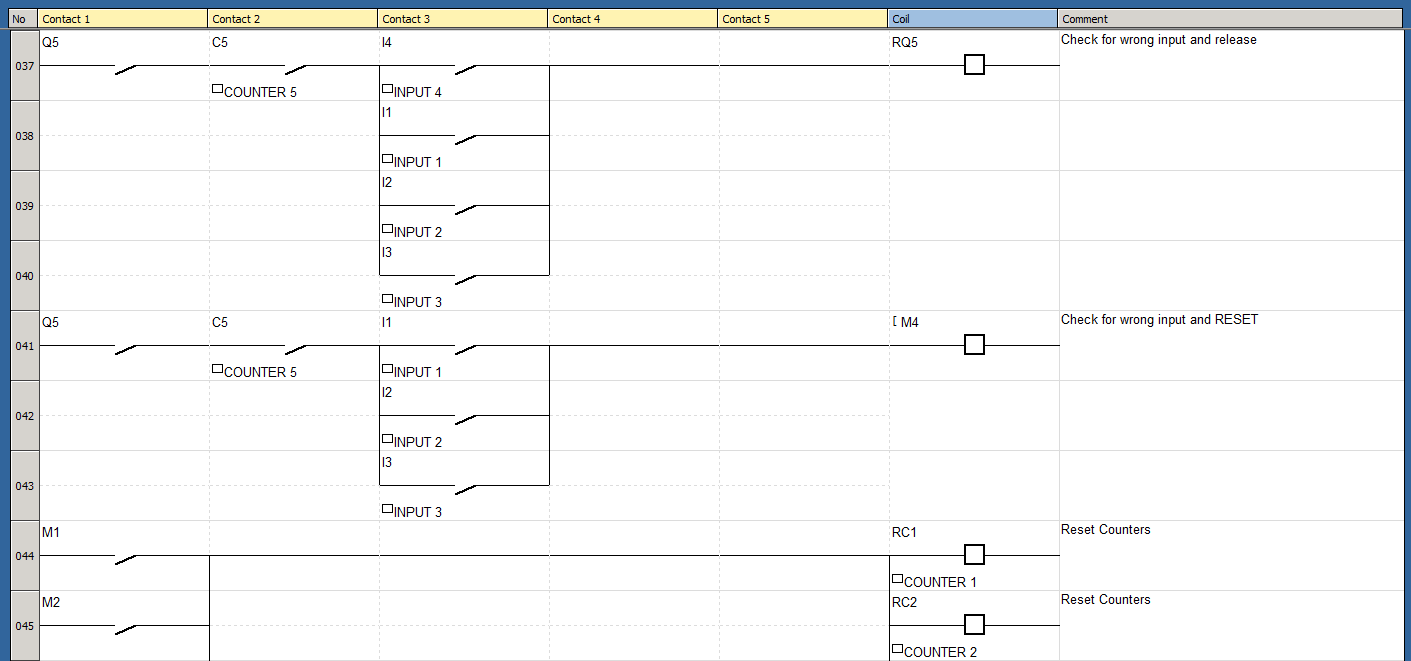 No Contact 1 Contact 2 Contact 3 Contact 4 Contact 5 Coil Comment
Q5 C5 I4 RQ5 Check for wrong input and release
037
COUNTER 5 INPUT 4
I1
038
INPUT 1
I2
039
INPUT 2
I3
040
INPUT 3
Q5 C5 I1 [ M4 Check for wrong input and RESET
041
COUNTER 5 INPUT 1
I2
042
INPUT 2
I3
043
INPUT 3
M1 RC1 Reset Counters
044
COUNTER 1
M2 RC2 Reset Counters
045
COUNTER 2